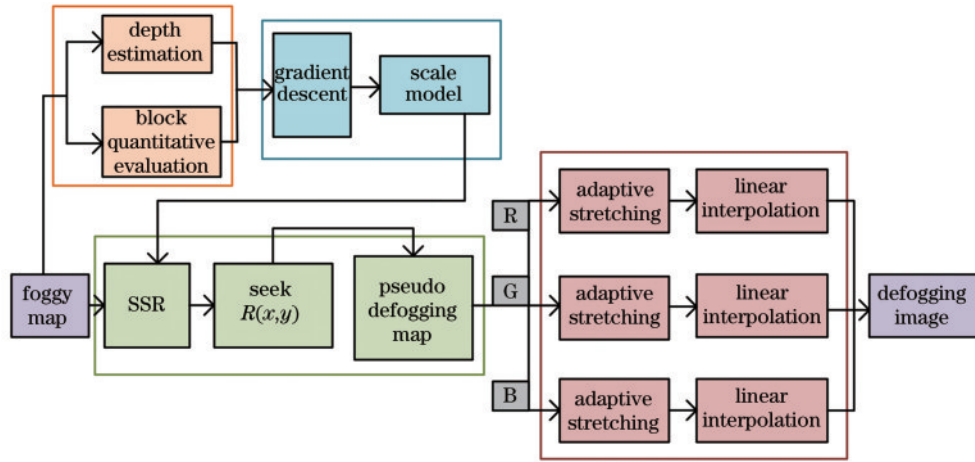 depth
estimation
block
quantitative
evaluation
gradient
descent
scale
model
foggy
map
SSR
seek
R(x,y)
pseudo
defogging
map
R
G
B
adaptive
stretching
linear
interpolation
adaptive
stretching
linear
interpolation
adaptive
stretching
linear
interpolation
defogging
image